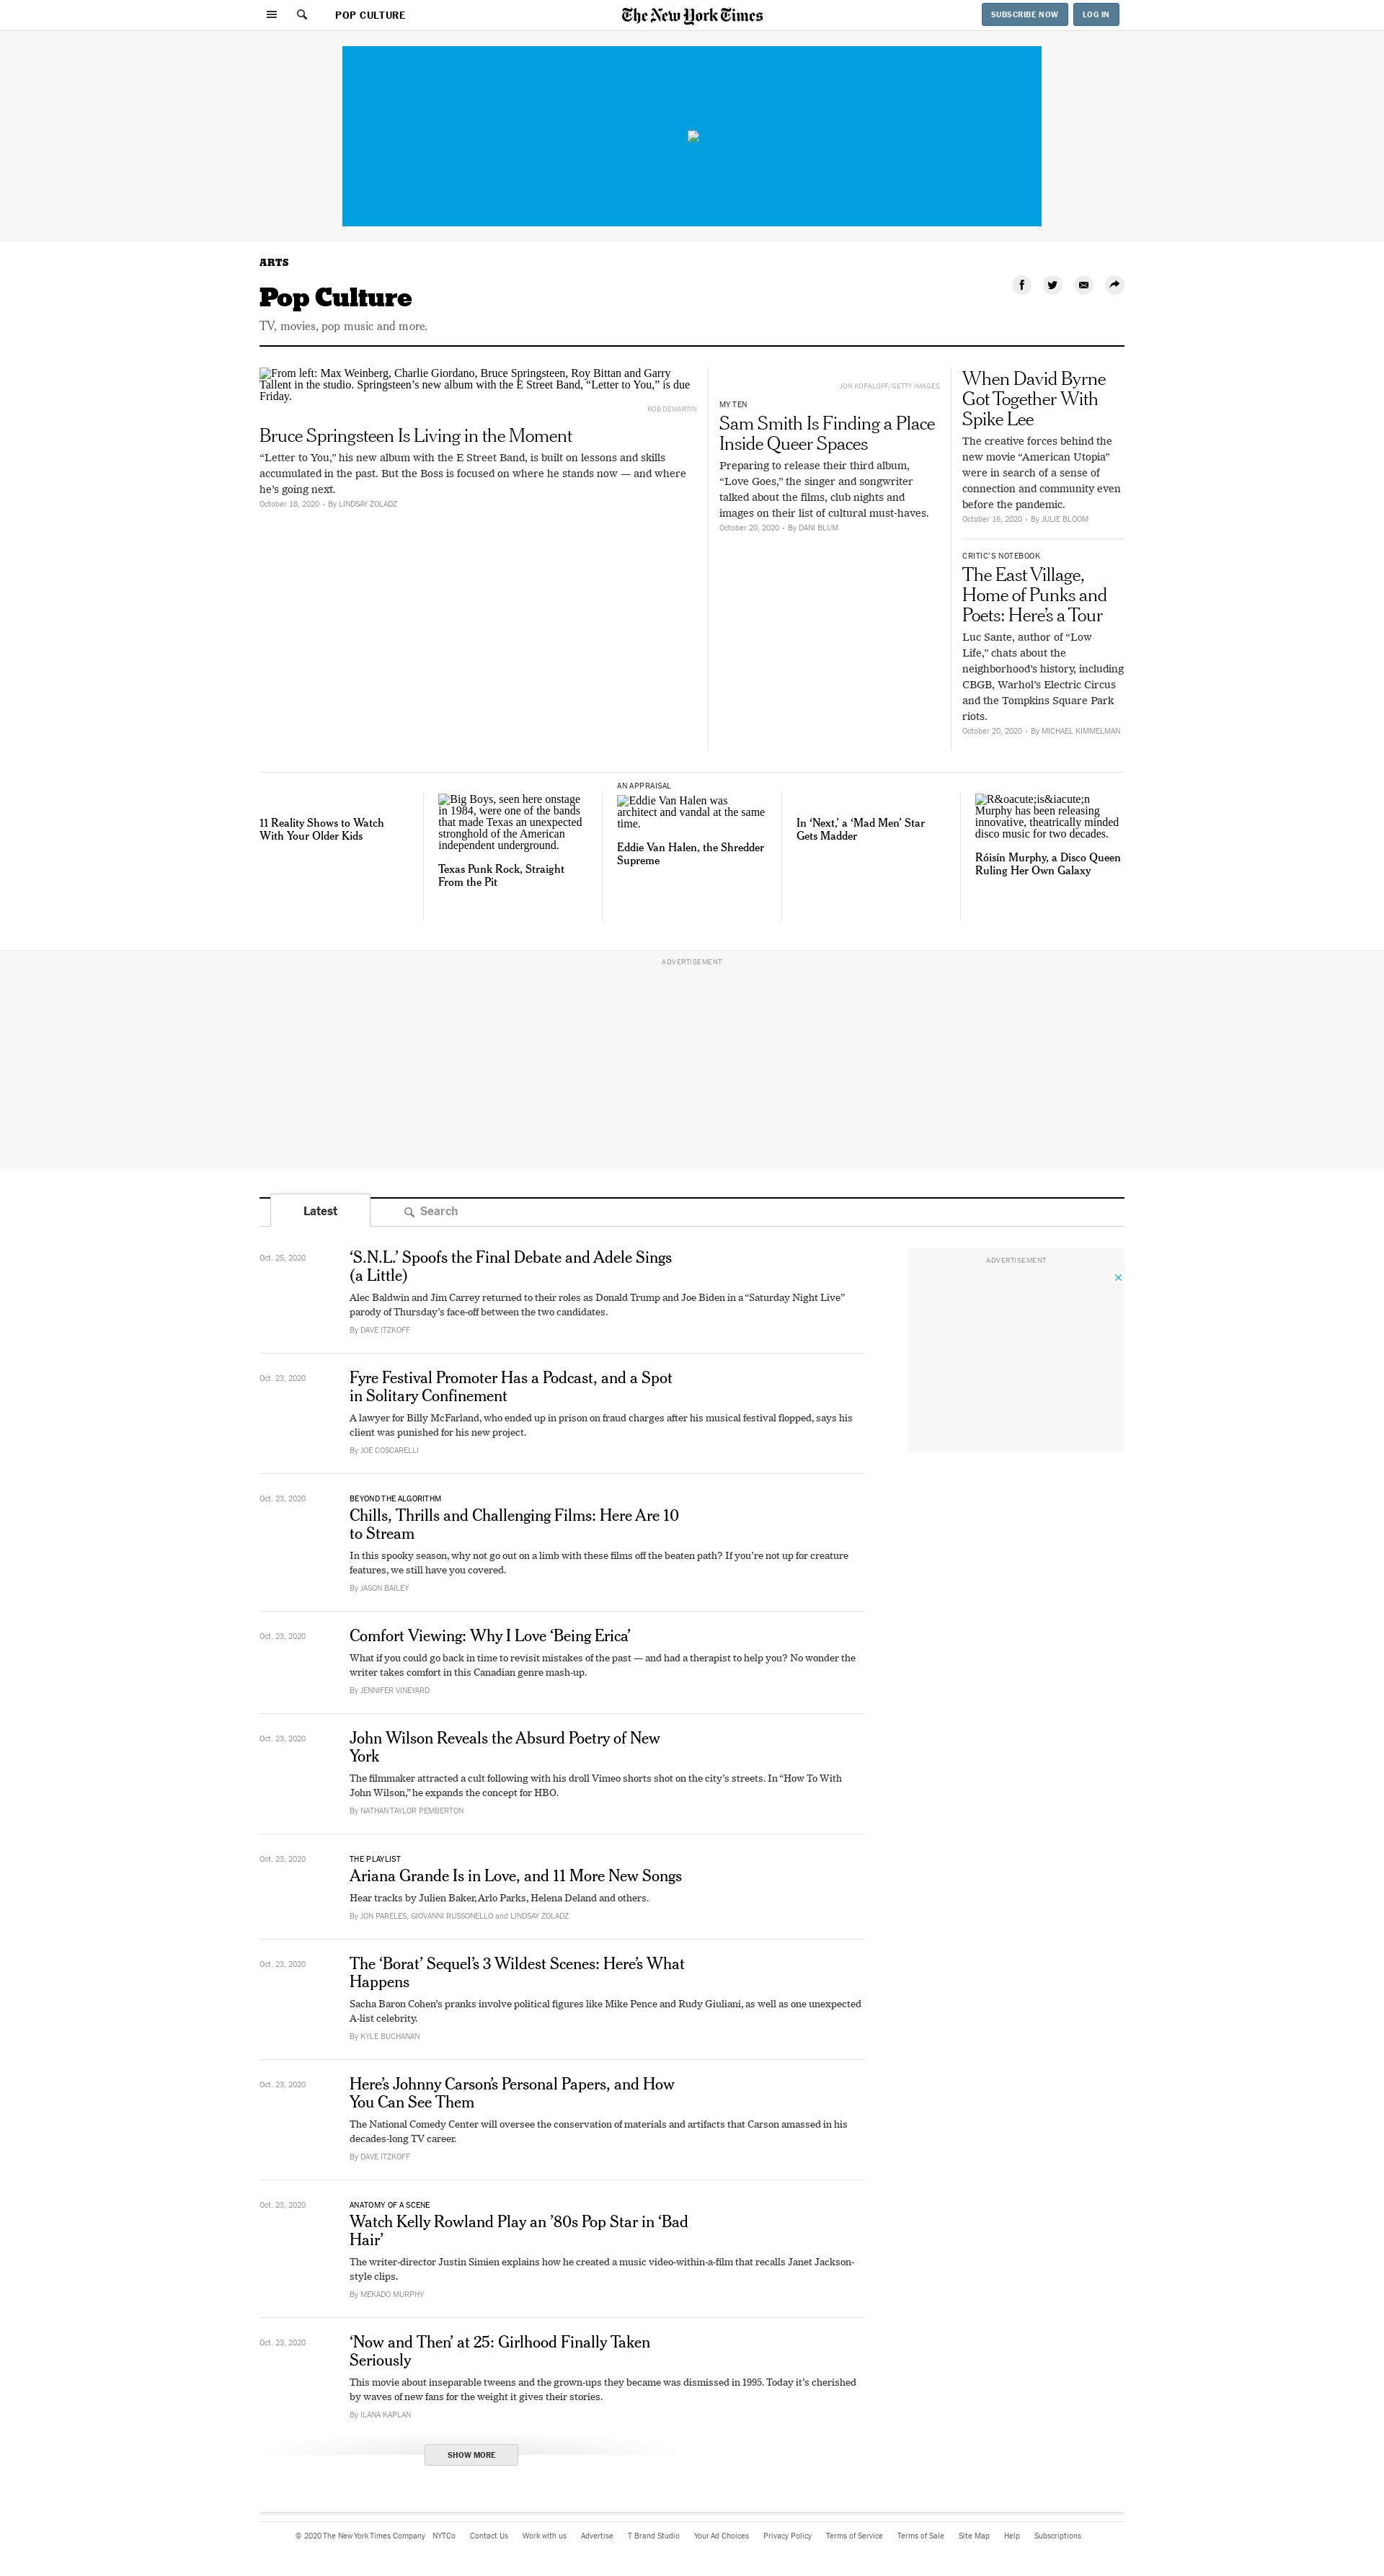 POP CULTURE
The New York Times
SUBSCRIBE NOW
LOG IN
ARTS
Pop Culture
TV, movies, pop music and more.
From left: Max Weinberg, Charlie Giordano, Bruce Springsteen, Roy Bittan and Garry
Tallent in the studio. Springsteen’s new album with the E Street Band, “Letter to You,” is due
Friday.
ROB DEMARTIN
Bruce Springsteen Is Living in the Moment
“Letter to You,” his new album with the E Street Band, is built on lessons and skills
accumulated in the past. But the Boss is focused on where he stands now — and where
he’s going next.
October 18, 2020 • By LINDSAY ZOLADZ
JON KOPALOFF/GETTY IMAGES
MY TEN
Sam Smith Is Finding a Place
Inside Queer Spaces
Preparing to release their third album,
“Love Goes,” the singer and songwriter
talked about the films, club nights and
images on their list of cultural must-haves.
October 20, 2020 • By DANI BLUM
When David Byrne
Got Together With
Spike Lee
The creative forces behind the
new movie “American Utopia”
were in search of a sense of
connection and community even
before the pandemic.
October 16, 2020 • By JULIE BLOOM
CRITIC’S NOTEBOOK
The East Village,
Home of Punks and
Poets: Here’s a Tour
Luc Sante, author of “Low
Life,” chats about the
neighborhood’s history, including
CBGB, Warhol’s Electric Circus
and the Tompkins Square Park
riots.
October 20, 2020 • By MICHAEL KIMMELMAN
11 Reality Shows to Watch
With Your Older Kids
Big Boys, seen here onstage
in 1984, were one of the bands
that made Texas an unexpected
stronghold of the American
independent underground.
Texas Punk Rock, Straight
From the Pit
AN APPRAISAL
Eddie Van Halen was
architect and vandal at the same
time.
Eddie Van Halen, the Shredder
Supreme
In ‘Next,’ a ‘Mad Men’ Star
Gets Madder
R&oacute;is&iacute;n
Murphy has been releasing
innovative, theatrically minded
disco music for two decades.
Róisín Murphy, a Disco Queen
Ruling Her Own Galaxy
ADVERTISEMENT
Latest
Search
Oct. 25, 2020
‘S.N.L.’ Spoofs the Final Debate and Adele Sings
(a Little)
Alec Baldwin and Jim Carrey returned to their roles as Donald Trump and Joe Biden in a “Saturday Night Live”
parody of Thursday’s face-off between the two candidates.
By DAVE ITZKOFF
ADVERTISEMENT
Oct. 23, 2020
Fyre Festival Promoter Has a Podcast, and a Spot
in Solitary Confinement
A lawyer for Billy McFarland, who ended up in prison on fraud charges after his musical festival flopped, says his
client was punished for his new project.
By JOE COSCARELLI
Oct. 23, 2020
BEYOND THE ALGORITHM
Chills, Thrills and Challenging Films: Here Are 10
to Stream
In this spooky season, why not go out on a limb with these films off the beaten path? If you’re not up for creature
features, we still have you covered.
By JASON BAILEY
Oct. 23, 2020
Comfort Viewing: Why I Love ‘Being Erica’
What if you could go back in time to revisit mistakes of the past — and had a therapist to help you? No wonder the
writer takes comfort in this Canadian genre mash-up.
By JENNIFER VINEYARD
Oct. 23, 2020
John Wilson Reveals the Absurd Poetry of New
York
The filmmaker attracted a cult following with his droll Vimeo shorts shot on the city’s streets. In “How To With
John Wilson,” he expands the concept for HBO.
By NATHAN TAYLOR PEMBERTON
Oct. 23, 2020
THE PLAYLIST
Ariana Grande Is in Love, and 11 More New Songs
Hear tracks by Julien Baker, Arlo Parks, Helena Deland and others.
By JON PARELES, GIOVANNI RUSSONELLO and LINDSAY ZOLADZ
Oct. 23, 2020
The ‘Borat’ Sequel’s 3 Wildest Scenes: Here’s What
Happens
Sacha Baron Cohen’s pranks involve political figures like Mike Pence and Rudy Giuliani, as well as one unexpected
A-list celebrity.
By KYLE BUCHANAN
Oct. 23, 2020
Here’s Johnny Carson’s Personal Papers, and How
You Can See Them
The National Comedy Center will oversee the conservation of materials and artifacts that Carson amassed in his
decades-long TV career.
By DAVE ITZKOFF
Oct. 23, 2020
ANATOMY OF A SCENE
Watch Kelly Rowland Play an ’80s Pop Star in ‘Bad
Hair’
The writer-director Justin Simien explains how he created a music video-within-a-film that recalls Janet Jackson-
style clips.
By MEKADO MURPHY
Oct. 23, 2020
‘Now and Then’ at 25: Girlhood Finally Taken
Seriously
This movie about inseparable tweens and the grown-ups they became was dismissed in 1995. Today it’s cherished
by waves of new fans for the weight it gives their stories.
By ILANA KAPLAN
SHOW MORE
© 2020 The New York Times Company NYTCo Contact Us Work with us Advertise T Brand Studio Your Ad Choices Privacy Policy Terms of Service Terms of Sale Site Map Help Subscriptions